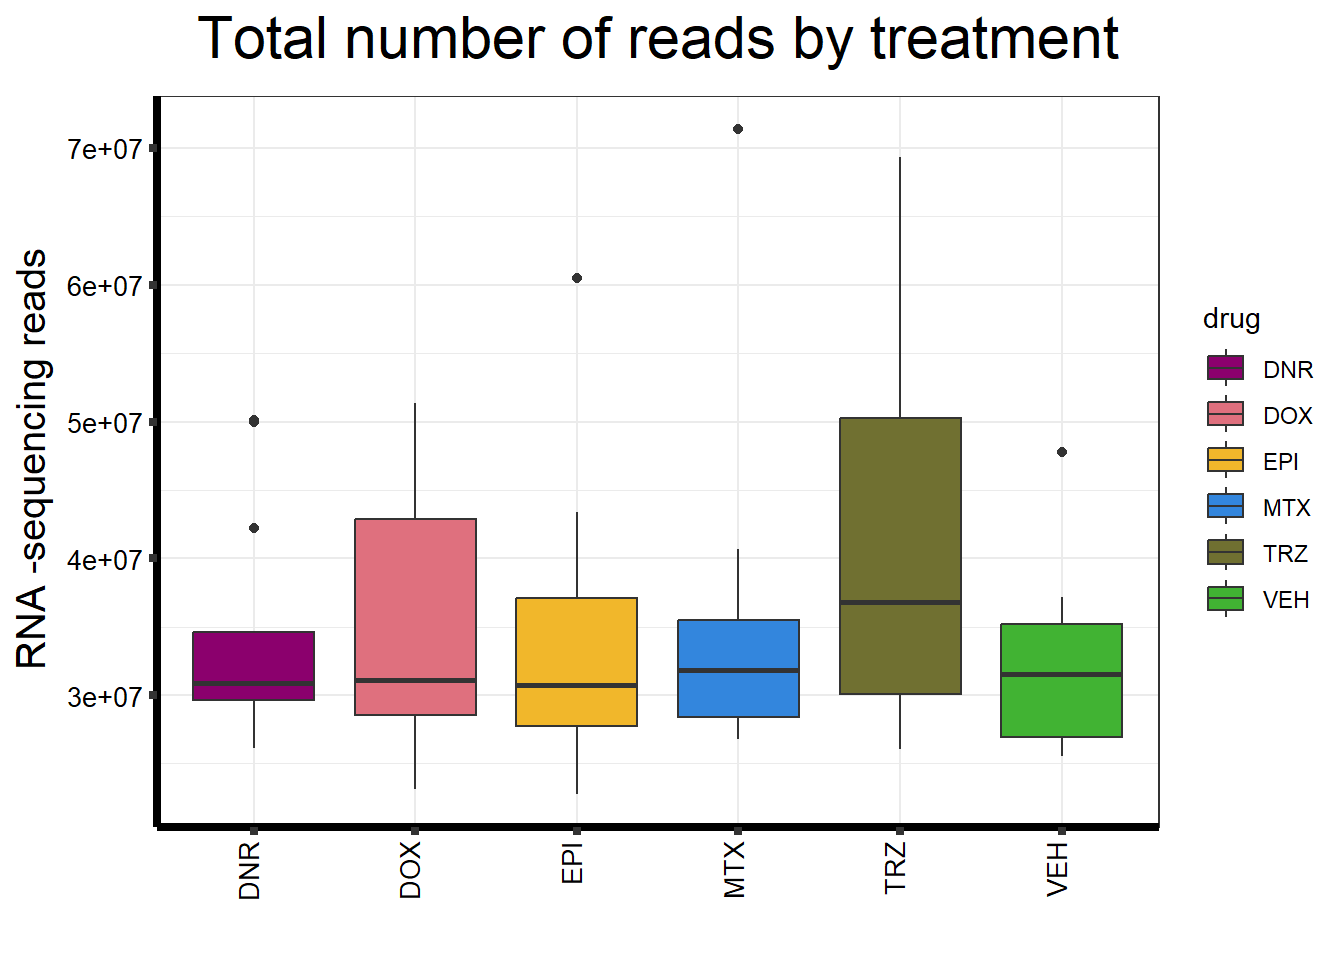 Total number of reads by treatment
RNA -sequencing reads
7e+07
6e+07
5e+07
4e+07
3e+07
DNR
DOX
EPI
MTX
TRZ
VEH
drug
DNR
DOX
EPI
MTX
TRZ
VEH